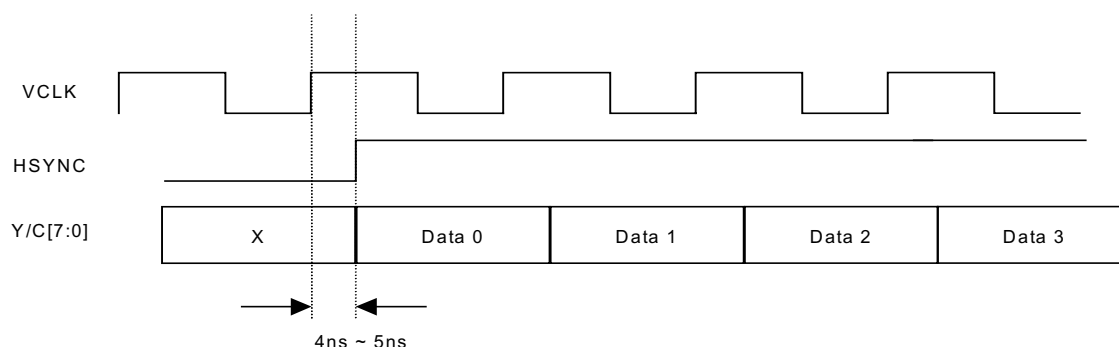 VCLK
HSYNC
Y/C[7:0]
X
Data 0
Data 1
Data 2
Data 3
4ns ~ 5ns